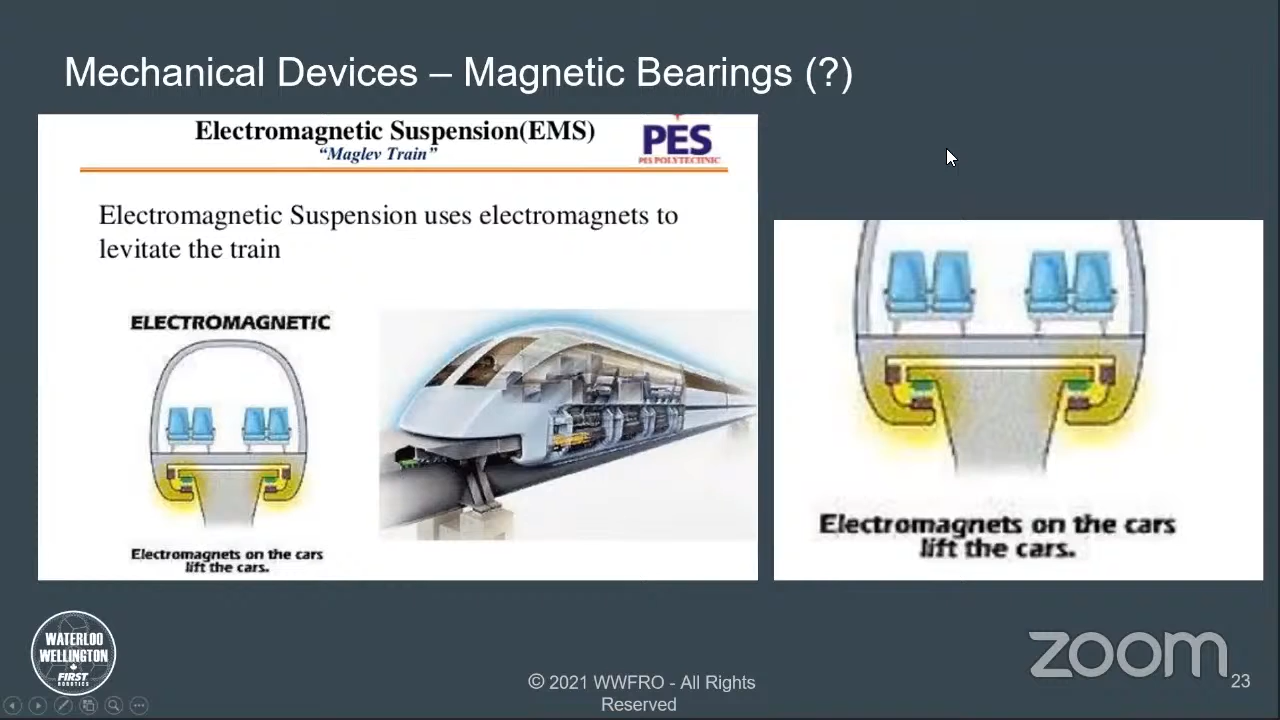 Mechanical Devices – Magnetic Bearings (?)
Electromagnetic Suspension(EMS)
"Maglev Train"
PES
PES POLYTECHNIC
Electromagnetic Suspension uses electromagnets to
levitate the train
ELECTROMAGNETIC
Electromagnets on the cars
lift the cars.
Electromagnets on the cars
lift the cars.
WATERLOO
WELLINGTON
FIRST
ROBOTICS
© 2021 WWFRO - All Rights
Reserved
zoom
23